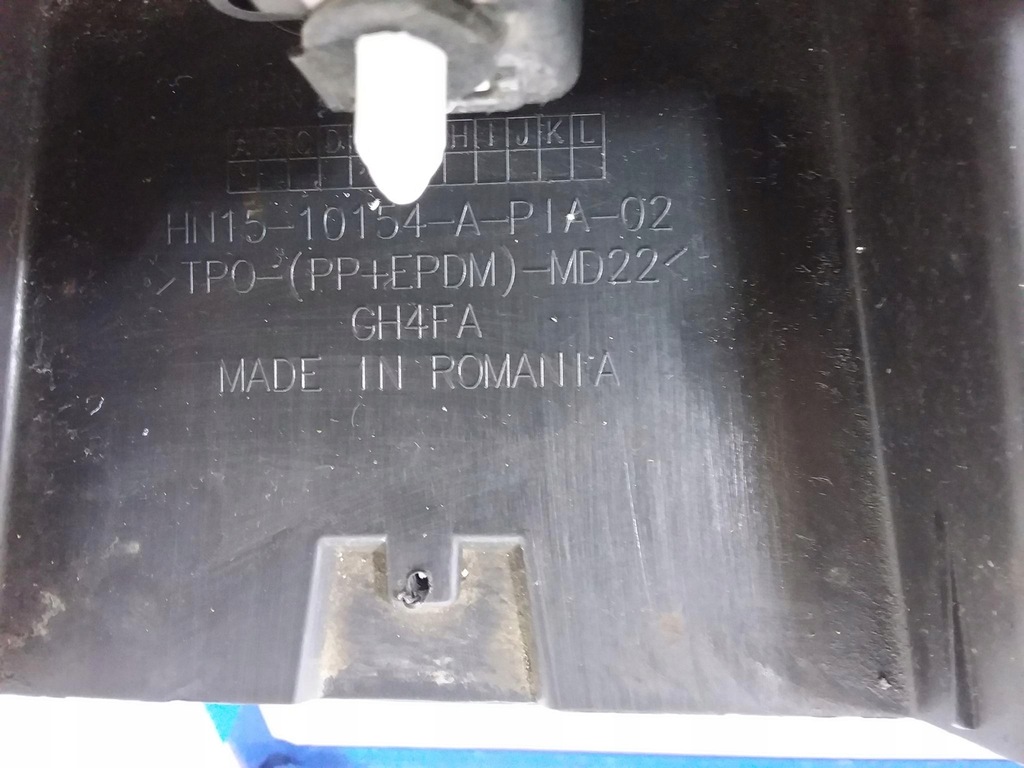 A B C D H I J K L
HN15-10154-A-PIA-02
>TPO-(PP+EPDM)-MD22<
GH4FA
MADE IN ROMANIA